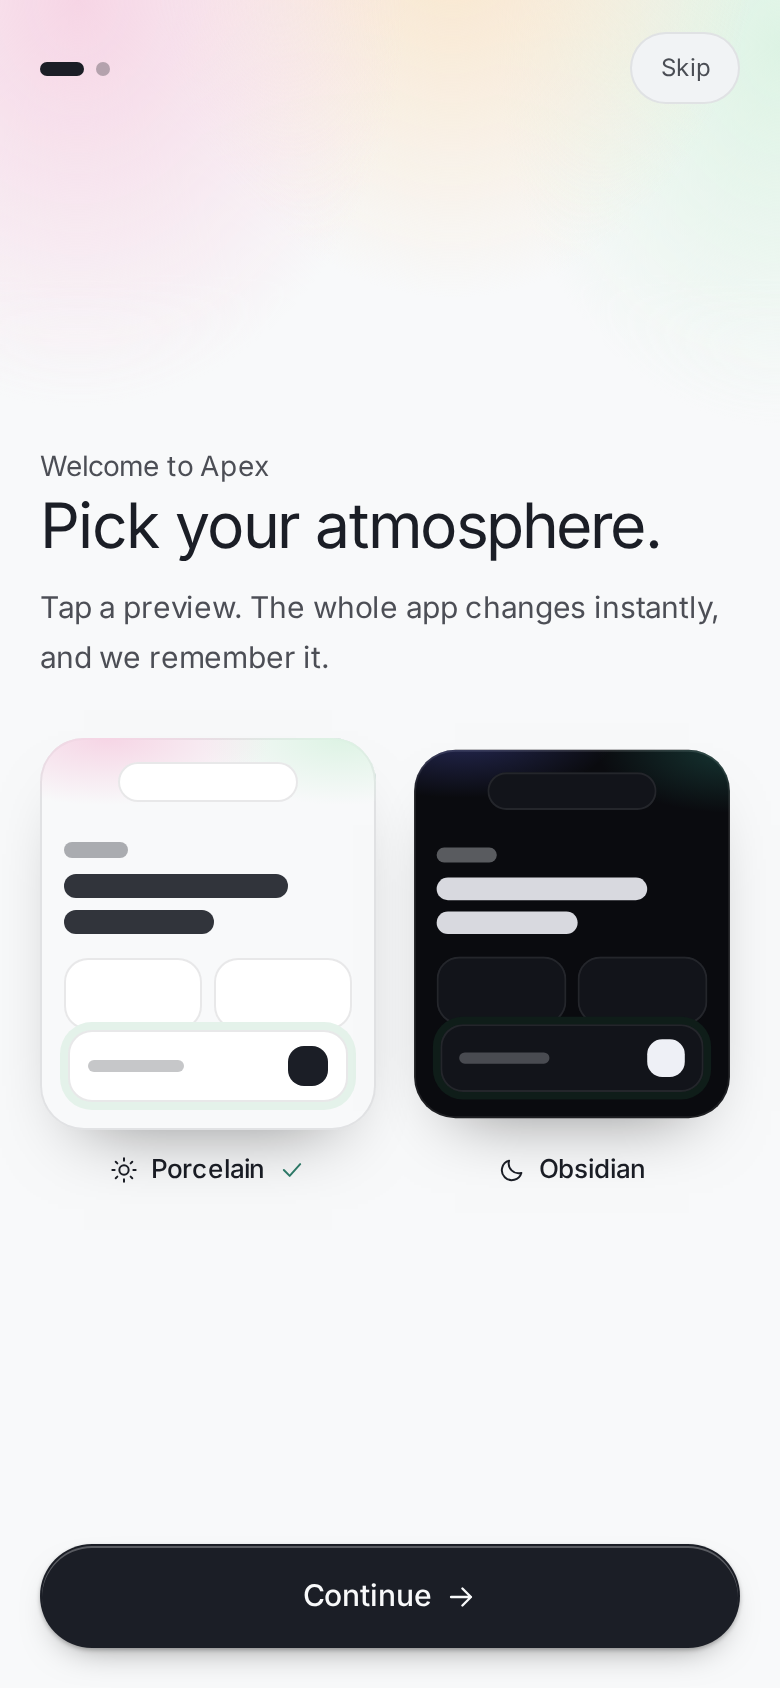 Skip
Welcome to Apex
Pick your atmosphere.
Tap a preview. The whole app changes instantly,
and we remember it.
Porcelain
Obsidian
Continue